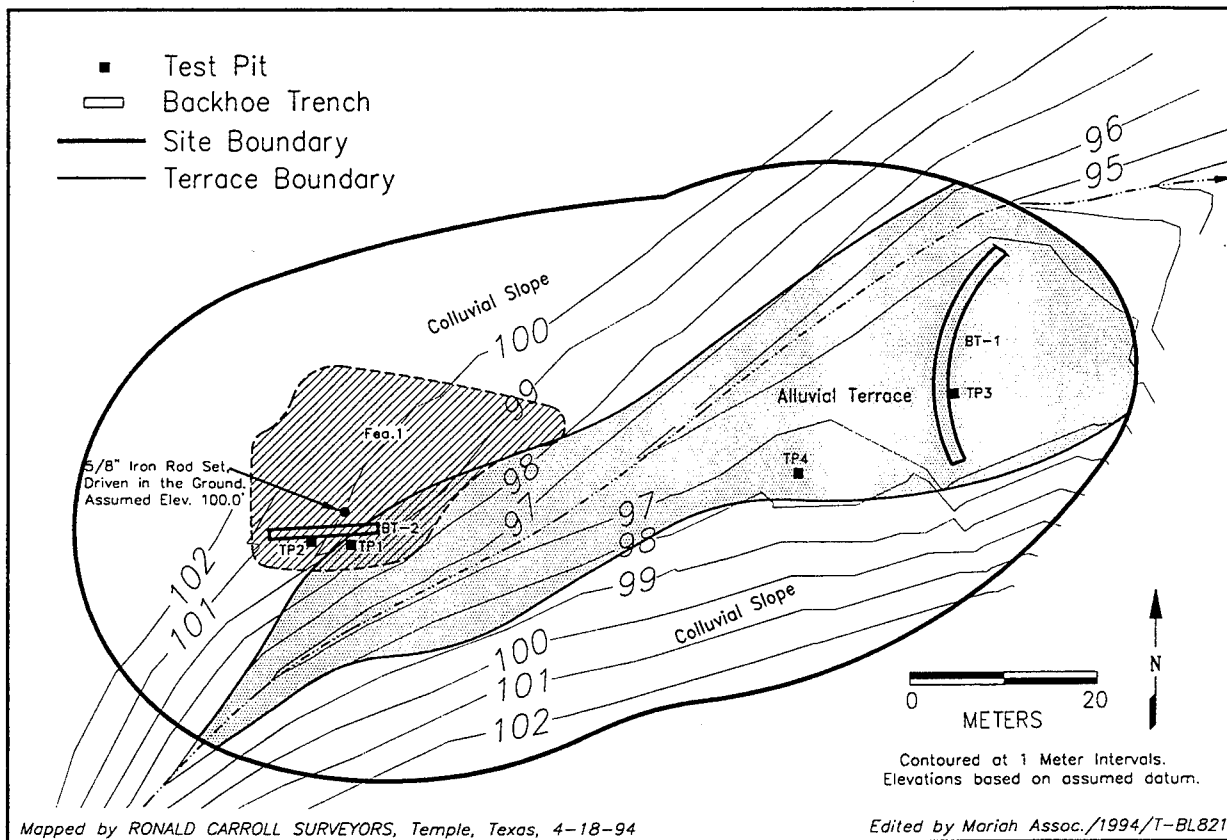 Test Pit
Backhoe Trench
Site Boundary
Terrace Boundary
96
95
Colluvial Slope
100
99
BT-1
Alluvial Terrace
TP3
Fea.1
98
97
5/8" Iron Rod Set,
Driven in the Ground.
Assumed Elev. 100.0'
TP4
BT-2
TP2
TP1
97
98
99
102
101
Colluvial Slope
100
101
102
N
0 20
METERS
Contoured at 1 Meter Intervals.
Elevations based on assumed datum.
Mapped by RONALD CARROLL SURVEYORS, Temple, Texas, 4-18-94
Edited by Mariah Assoc./1994/T-BL821